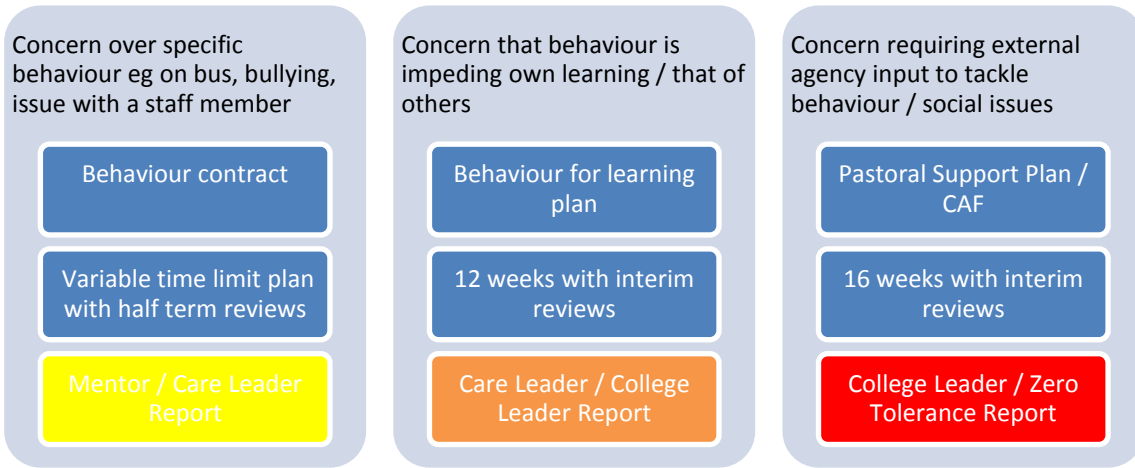 Concern over specific
behaviour eg on bus, bullying,
issue with a staff member
Behaviour contract
Variable time limit plan
with half term reviews
Mentor / Care Leader
Report
Concern that behaviour is
impeding own learning / that of
others
Behaviour for learning
plan
12 weeks with interim
reviews
Care Leader / College
Leader Report
Concern requiring external
agency input to tackle
behaviour / social issues
Pastoral Support Plan /
CAF
16 weeks with interim
reviews
College Leader / Zero
Tolerance Report